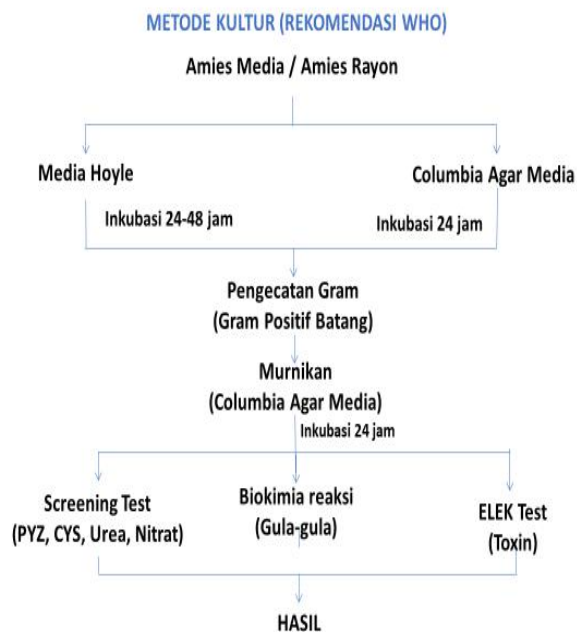 METODE KULTUR (REKOMENDASI WHO)
Amies Media / Amies Rayon
Media Hoyle
Columbia Agar Media
Inkubasi 24-48 jam
Inkubasi 24 jam
Pengecatan Gram
(Gram Positif Batang)
Murnikan
(Columbia Agar Media)
Inkubasi 24 jam
Screening Test
(PYZ, CYS, Urea, Nitrat)
Biokimia reaksi
(Gula-gula)
ELEK Test
(Toxin)
HASIL